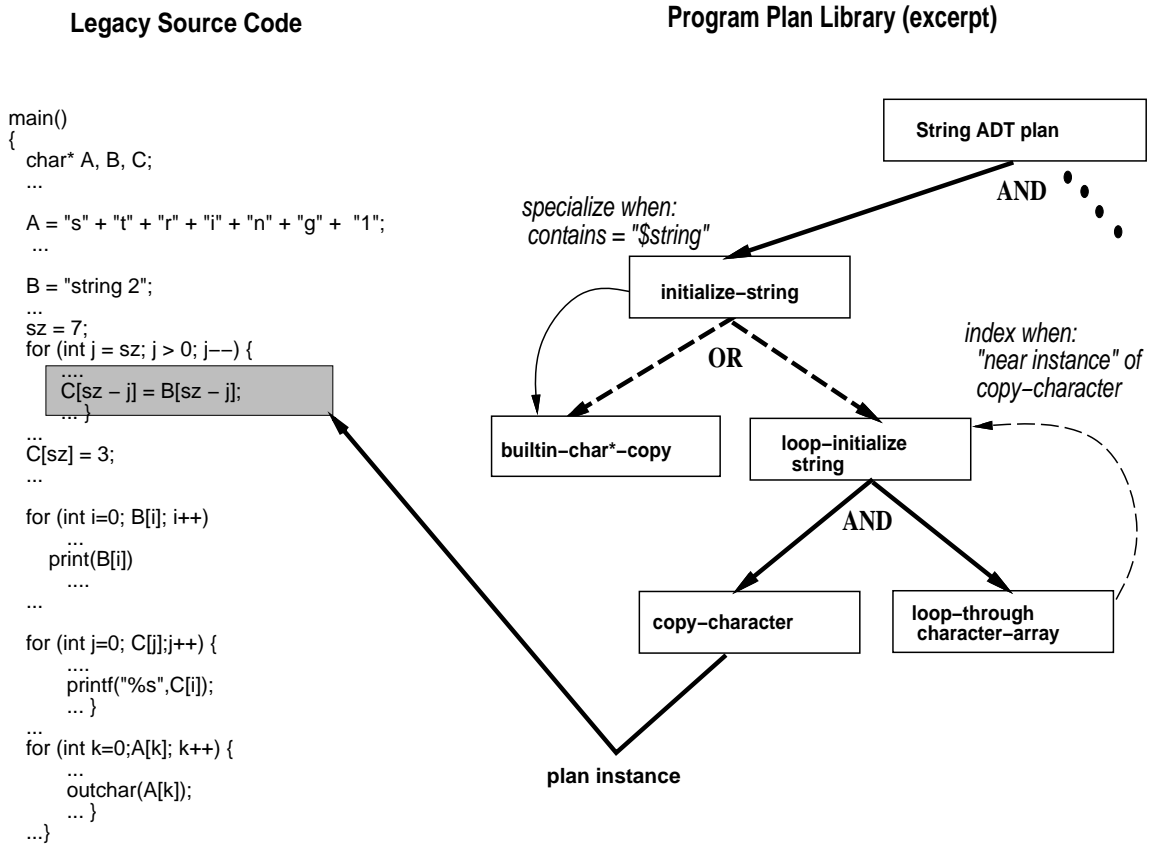 Legacy Source Code
Program Plan Library (excerpt)
main()
{
char* A, B, C;
...
A = "s" + "t" + "r" + "i" + "n" + "g" +  "1";
...
B = "string 2";
...
sz = 7;
for (int j = sz; j > 0; j−−) {
....
C[sz − j] = B[sz − j];
... }
...
C[sz] = 3;
...
for (int i=0; B[i]; i++)
...
print(B[i])
....
...
for (int j=0; C[j];j++) {
....
printf("%s",C[i]);
... }
...
for (int k=0;A[k]; k++) {
...
outchar(A[k]);
... }
...}
String ADT plan
AND
specialize when:
contains = "$string"
initialize−string
OR
index when:
"near instance" of
copy−character
builtin−char*−copy
loop−initialize
string
AND
copy−character
loop−through
character−array
plan instance